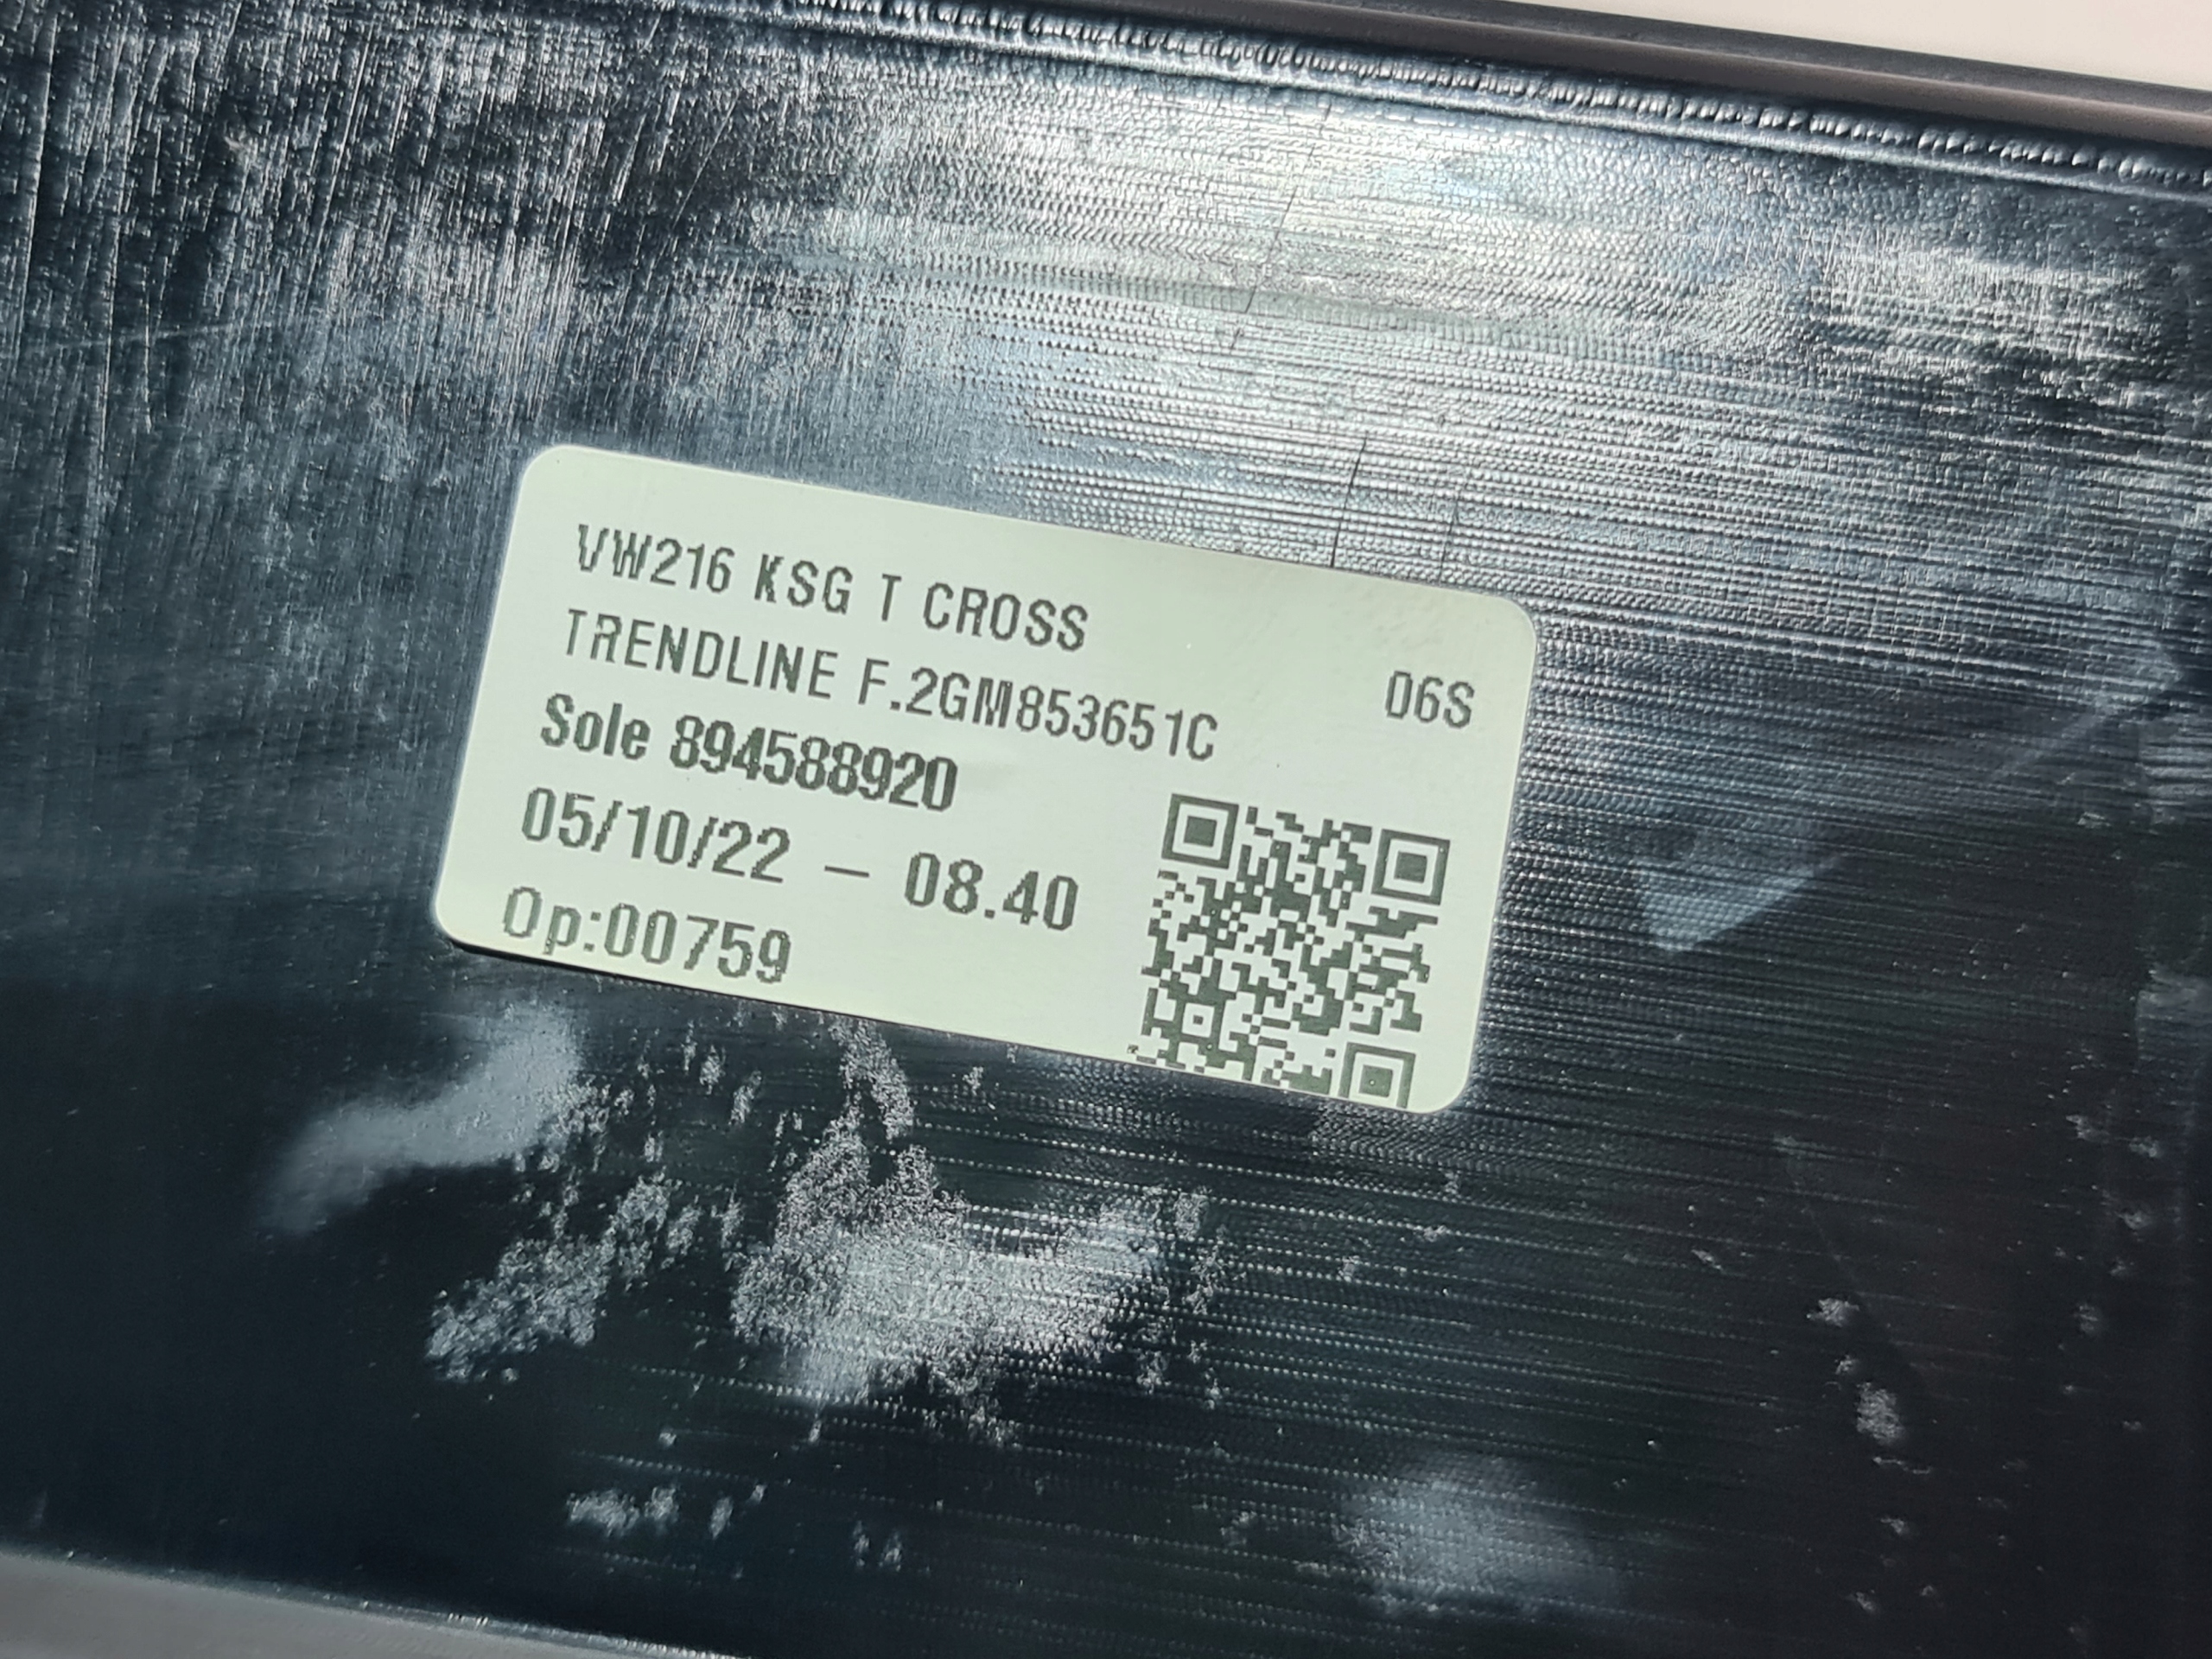 VW216 KSG T CROSS
TRENDLINE F.2GM853651C
06S
Sole 894588920
05/10/22 – 08.40
Op:00759